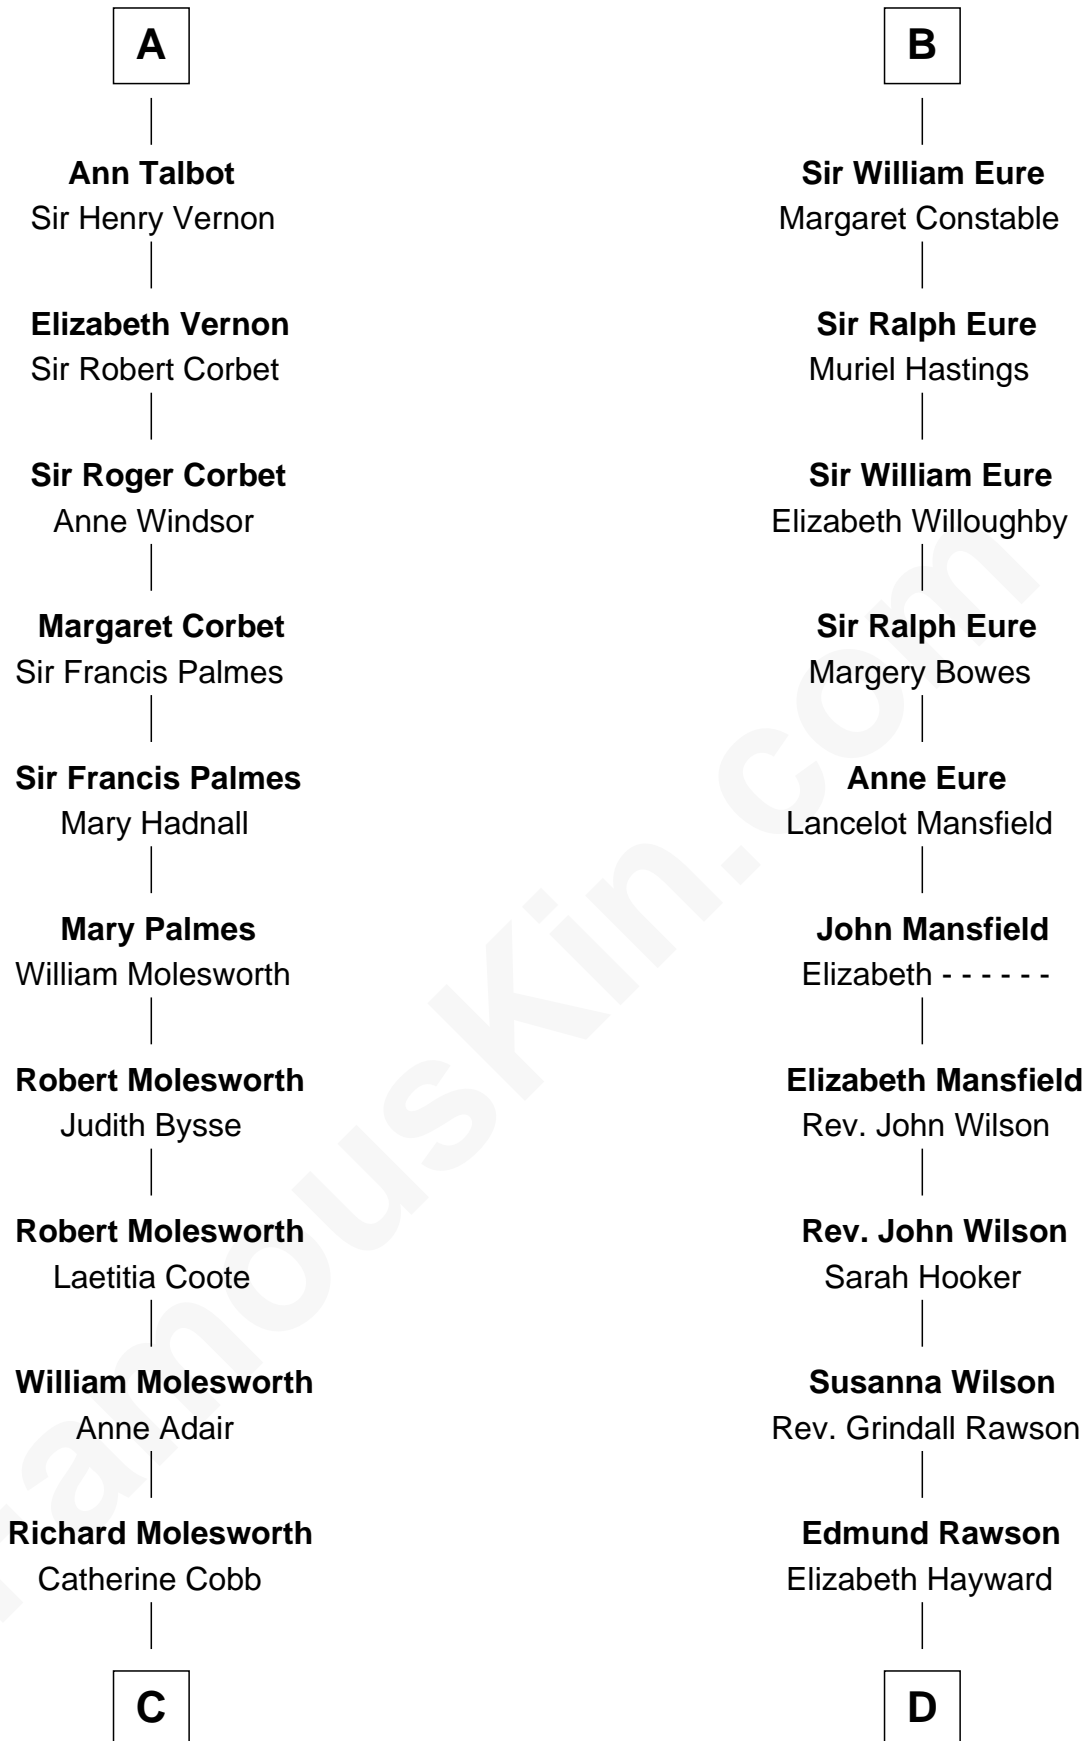 A
Ann Talbot
Sir Henry Vernon
Elizabeth Vernon
Sir Robert Corbet
Sir Roger Corbet
Anne Windsor
Margaret Corbet
Sir Francis Palmes
Sir Francis Palmes
Mary Hadnall
Mary Palmes
William Molesworth
Robert Molesworth
Judith Bysse
Robert Molesworth
Laetitia Coote
William Molesworth
Anne Adair
Richard Molesworth
Catherine Cobb
C
B
Sir William Eure
Margaret Constable
Sir Ralph Eure
Muriel Hastings
Sir William Eure
Elizabeth Willoughby
Sir Ralph Eure
Margery Bowes
Anne Eure
Lancelot Mansfield
John Mansfield
Elizabeth - - - - - -
Elizabeth Mansfield
Rev. John Wilson
Rev. John Wilson
Sarah Hooker
Susanna Wilson
Rev. Grindall Rawson
Edmund Rawson
Elizabeth Hayward
D
FamousKin.com